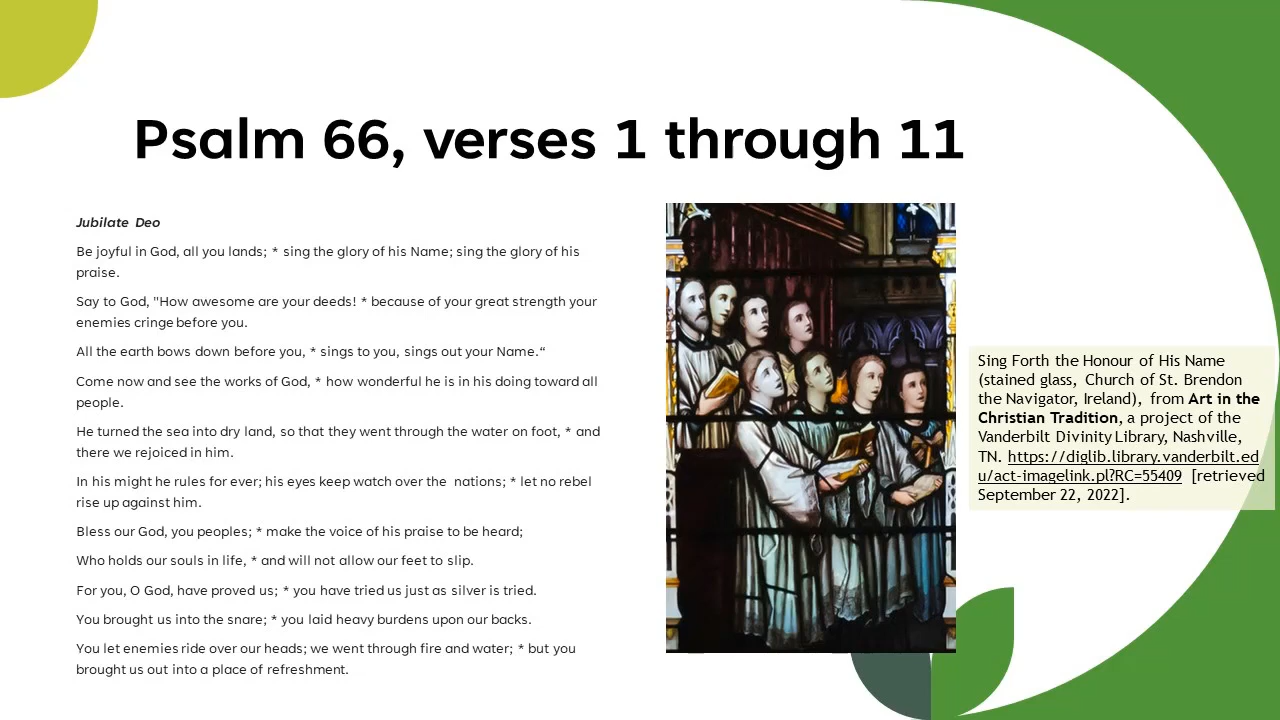 Psalm 66, verses 1 through 11
Jubilate Deo
Be joyful in God, all you lands; * sing the glory of his Name; sing the glory of his
praise.
Say to God, "How awesome are your deeds! * because of your great strength your
enemies cringe before you.
All the earth bows down before you, * sings to you, sings out your Name.“
Come now and see the works of God, * how wonderful he is in his doing toward all
people.
He turned the sea into dry land, so that they went through the water on foot, * and
there we rejoiced in him.
In his might he rules for ever; his eyes keep watch over the nations; * let no rebel
rise up against him.
Bless our God, you peoples; * make the voice of his praise to be heard;
Who holds our souls in life, * and will not allow our feet to slip.
For you, O God, have proved us; * you have tried us just as silver is tried.
You brought us into the snare; * you laid heavy burdens upon our backs.
You let enemies ride over our heads; we went through fire and water; * but you
brought us out into a place of refreshment.
Sing Forth the Honour of His Name
(stained glass, Church of St. Brendon
the Navigator, Ireland), from Art in the
Christian Tradition, a project of the
Vanderbilt Divinity Library, Nashville,
TN. https://diglib.library.vanderbilt.ed
u/act-imagelink.pl?RC=55409 [retrieved
September 22, 2022].